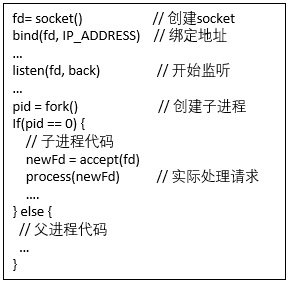 fd= socket() // 创建socket
bind(fd, IP_ADDRESS) // 绑定地址
...
listen(fd, back) // 开始监听
...
pid = fork() // 创建子进程
If(pid == 0) {
// 子进程代码
newFd = accept(fd)
process(newFd) // 实际处理请求
....
} else {
// 父进程代码
...
}